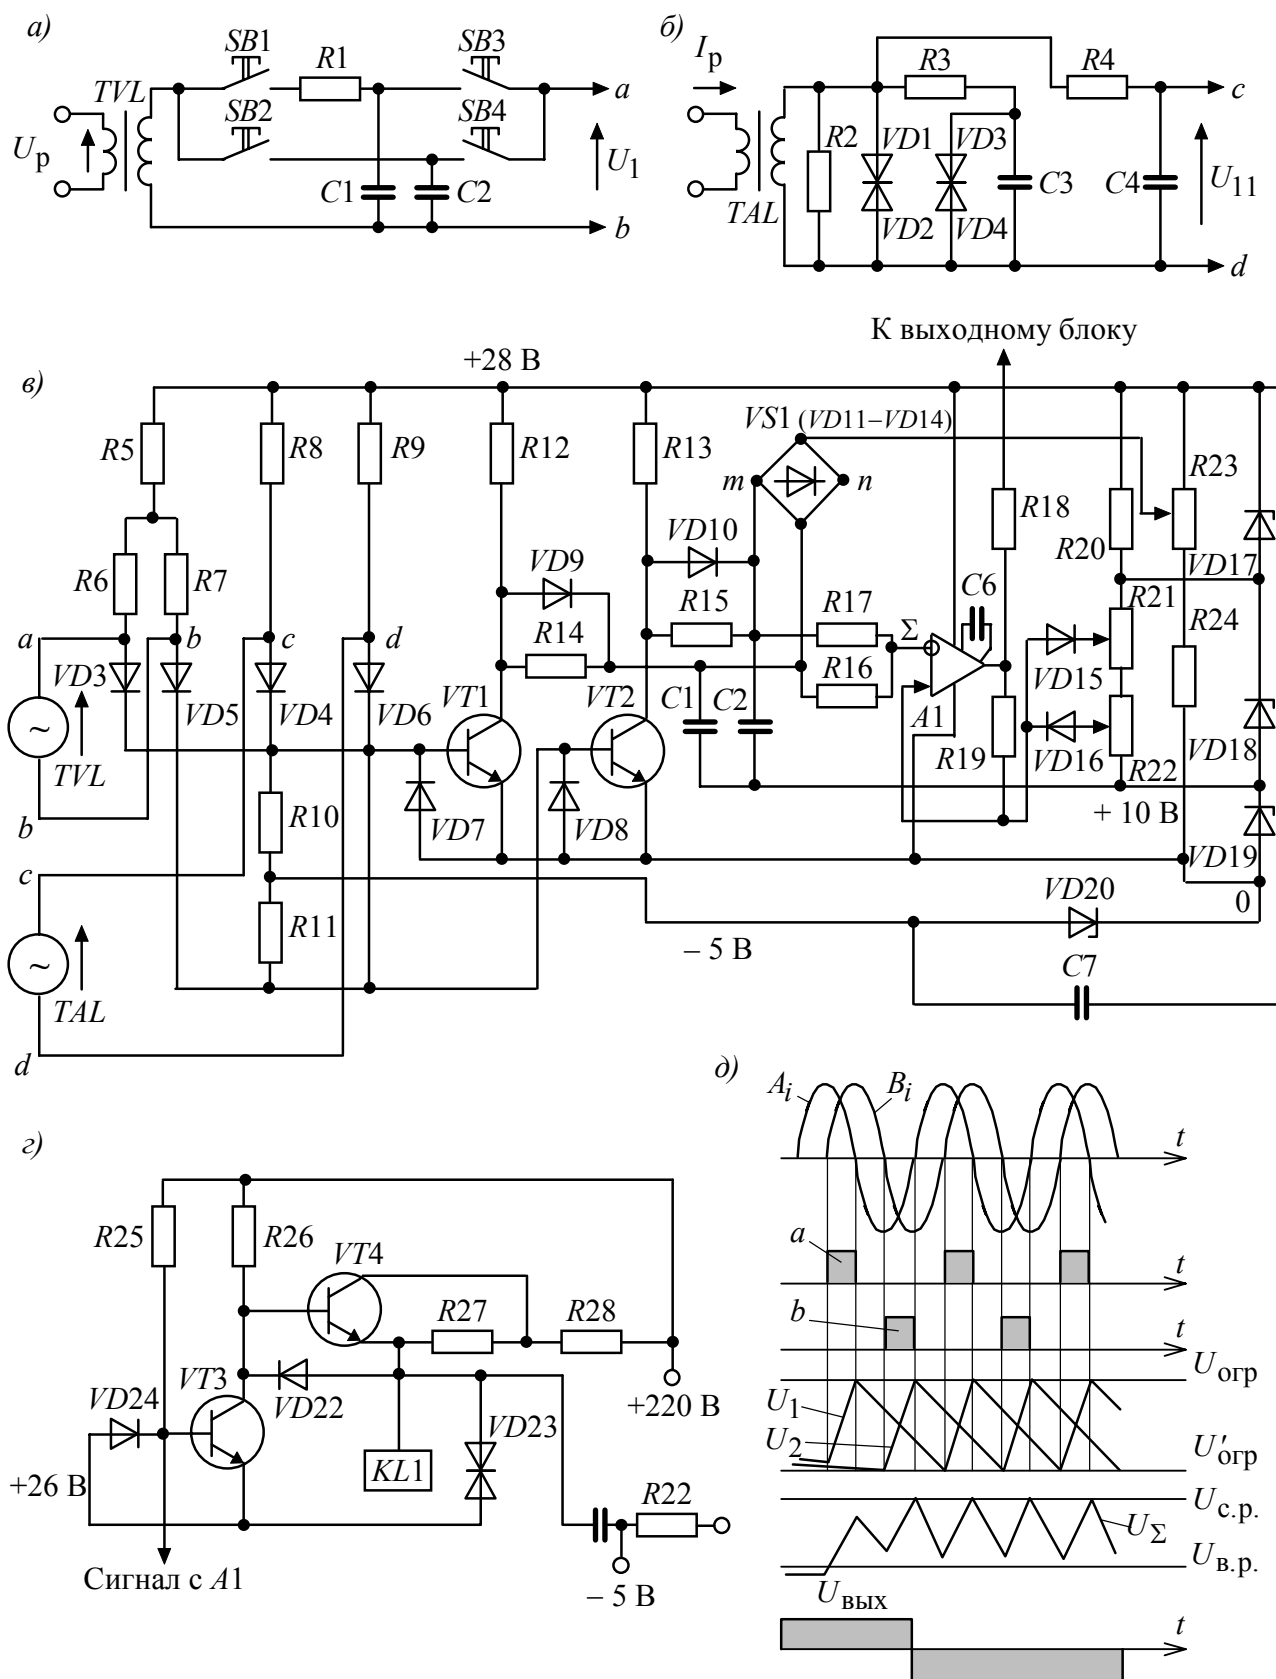 а)
SB1
R1
SB3
TVL
SB2
SB4
a
Uр
C1
C2
U1
b
б)
Iр
R3
R4
c
R2
VD1
VD3
C3
C4
U11
TAL
VD2
VD4
d
К выходному блоку
в)
+28 В
R5
R8
R9
R12
R13
VS1 (VD11–VD14)
m
n
R23
R18
R20
R6
R7
VD9
VD10
C6
VD17
R21
R15
R17
R24
a
b
c
d
R14
Σ
VD3
VD5
VD4
VD6
VT1
VT2
C1
C2
R16
A1
VD15
TVL
R19
VD16
VD18
R22
b
R10
VD7
VD8
+ 10 В
VD19
c
R11
VD20
0
– 5 В
~
~
C7
TAL
d
г)
R25
R26
VT4
R27
R28
VD24
VT3
VD22
+220 В
VD23
+26 В
KL1
R22
Сигнал с A1
– 5 В
д)
Ai
Bi
t
a
t
b
t
Uогр
U1
U2
U′огр
Uс.р.
UΣ
Uв.р.
Uвых
t